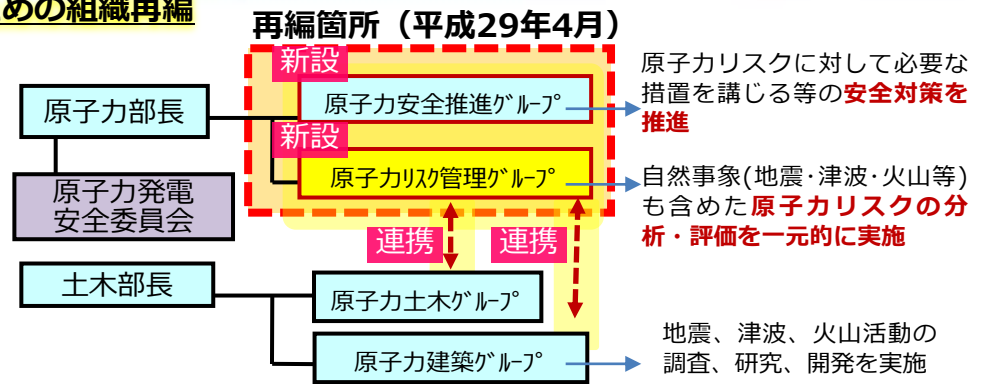 めの組織再編
再編箇所（平成29年4月）
新設
原子力部長
原子力安全推進ｸﾞﾙｰﾌﾟ
原子力リスクに対して必要な
措置を講じる等の安全対策を
推進
新設
原子力発電
安全委員会
原子力ﾘｽｸ管理ｸﾞﾙｰﾌﾟ
自然事象(地震･津波･火山等)
も含めた原子力リスクの分
析・評価を一元的に実施
連携
連携
土木部長
原子力土木ｸﾞﾙｰﾌﾟ
原子力建築ｸﾞﾙｰﾌﾟ
地震、津波、火山活動の
調査、研究、開発を実施